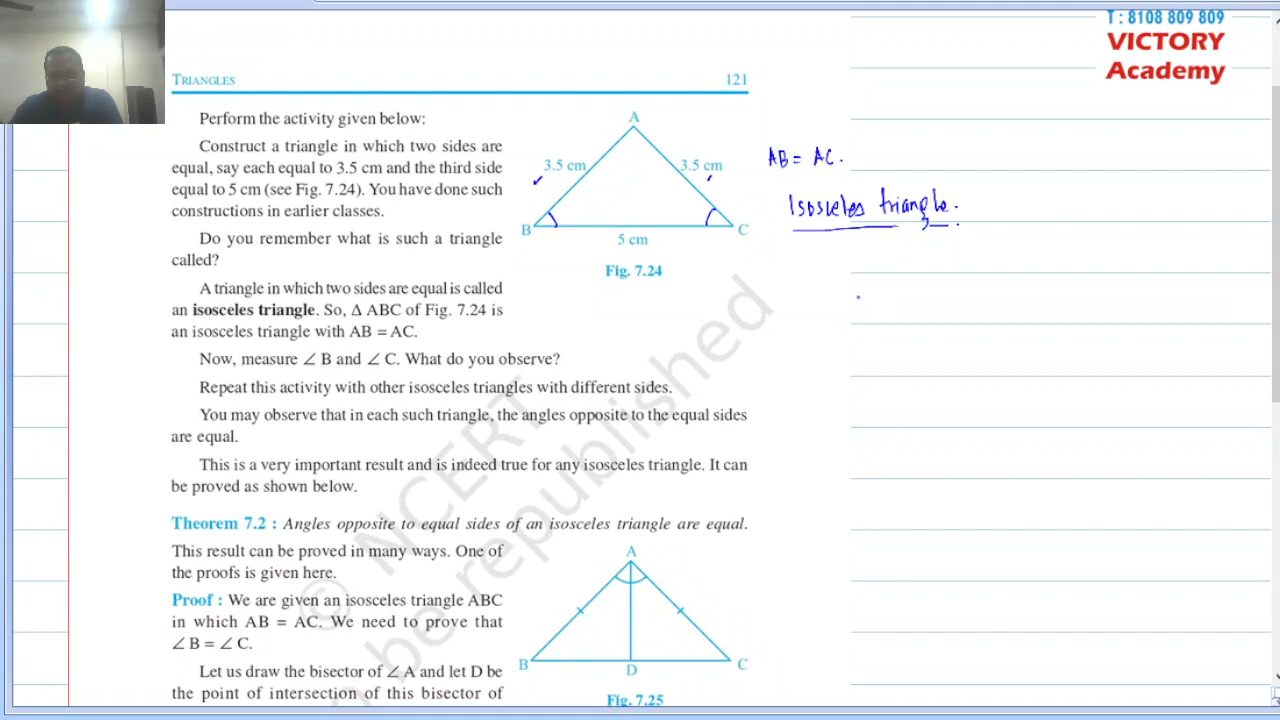 T : 8108 809 809
VICTORY
Academy
TRIANGLES 121
Perform the activity given below:
Construct a triangle in which two sides are
equal, say each equal to 3.5 cm and the third side
equal to 5 cm (see Fig. 7.24). You have done such
constructions in earlier classes.
Do you remember what is such a triangle
called?
A triangle in which two sides are equal is called
an isosceles triangle. So, Δ ABC of Fig. 7.24 is
an isosceles triangle with AB = AC.
A
3.5 cm 3.5 cm
B C
5 cm
Fig. 7.24
AB = AC.
Isosceles triangle.
Now, measure ∠ B and ∠ C. What do you observe?
Repeat this activity with other isosceles triangles with different sides.
You may observe that in each such triangle, the angles opposite to the equal sides
are equal.
This is a very important result and is indeed true for any isosceles triangle. It can
be proved as shown below.
Theorem 7.2 : Angles opposite to equal sides of an isosceles triangle are equal.
This result can be proved in many ways. One of
the proofs is given here.
Proof : We are given an isosceles triangle ABC
in which AB = AC. We need to prove that
∠ B = ∠ C.
Let us draw the bisector of ∠ A and let D be
the point of intersection of this bisector of
A
B D C
Fig. 7.25
© NCERT
be republished